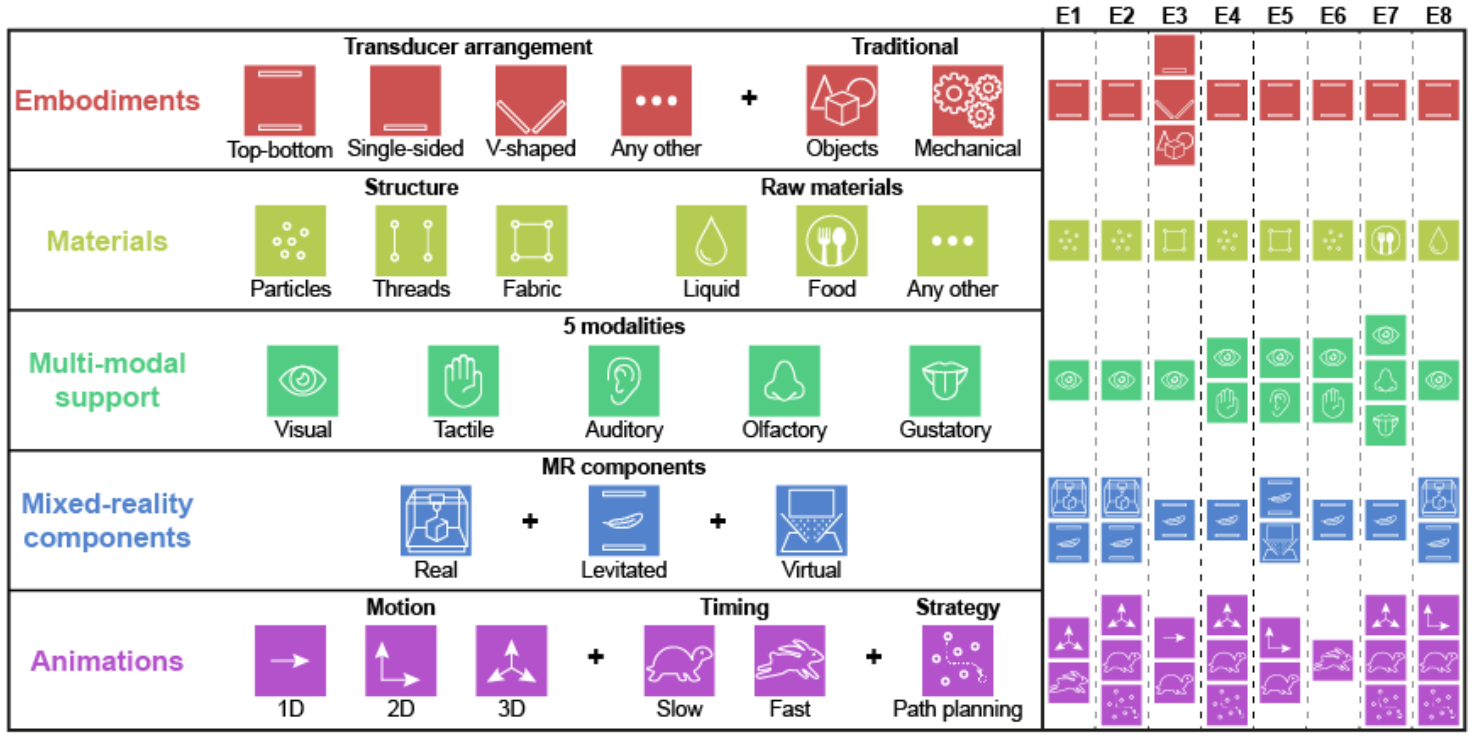 E1 E2 E3 E4 E5 E6 E7 E8
Transducer arrangement Traditional
Embodiments
Top-bottom Single-sided V-shaped Any other + Objects Mechanical
Structure Raw materials
Materials
Particles Threads Fabric Liquid Food Any other
5 modalities
Multi-modal
support
Visual Tactile Auditory Olfactory Gustatory
MR components
Mixed-reality
components
Real + Levitated + Virtual
Motion Timing Strategy
Animations
1D 2D 3D + Slow Fast + Path planning